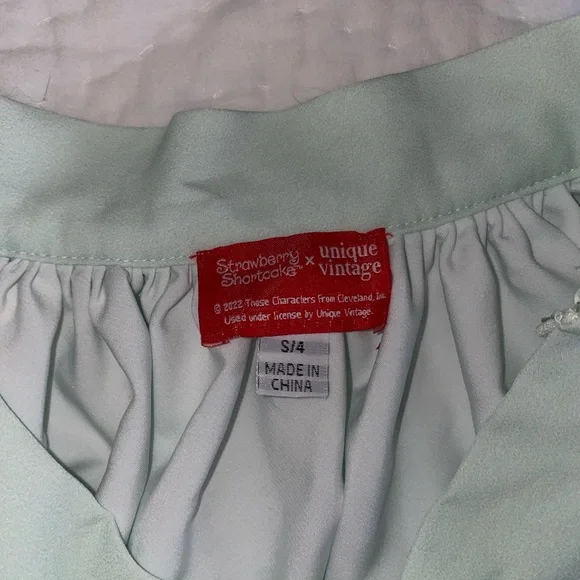 Strawberry Shortcake™ × unique vintage
© 2022 Those Characters From Cleveland, Inc.
Used under license by Unique Vintage.
S/4
MADE IN
CHINA